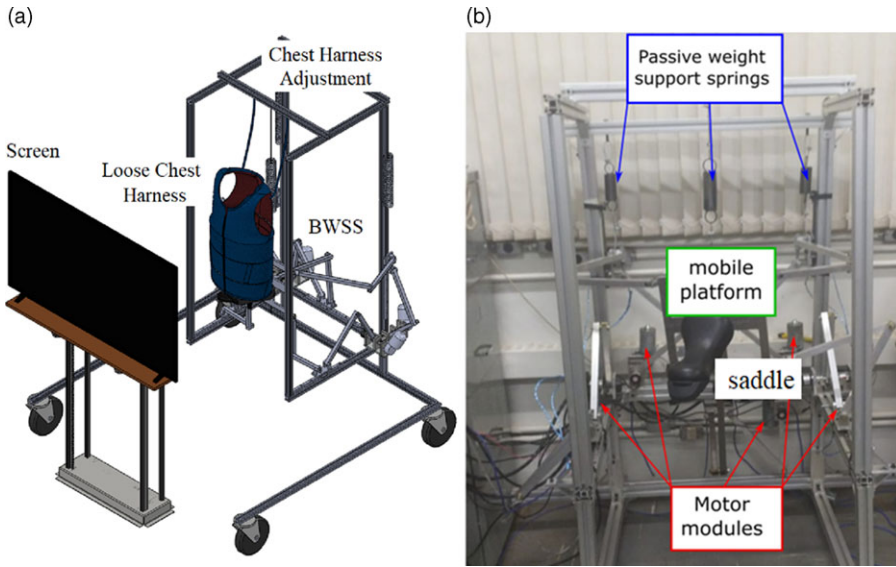 (a)
Chest Harness
Adjustment
Screen
Loose Chest
Harness
BWSS
(b)
Passive weight
support springs
mobile
platform
saddle
Motor
modules